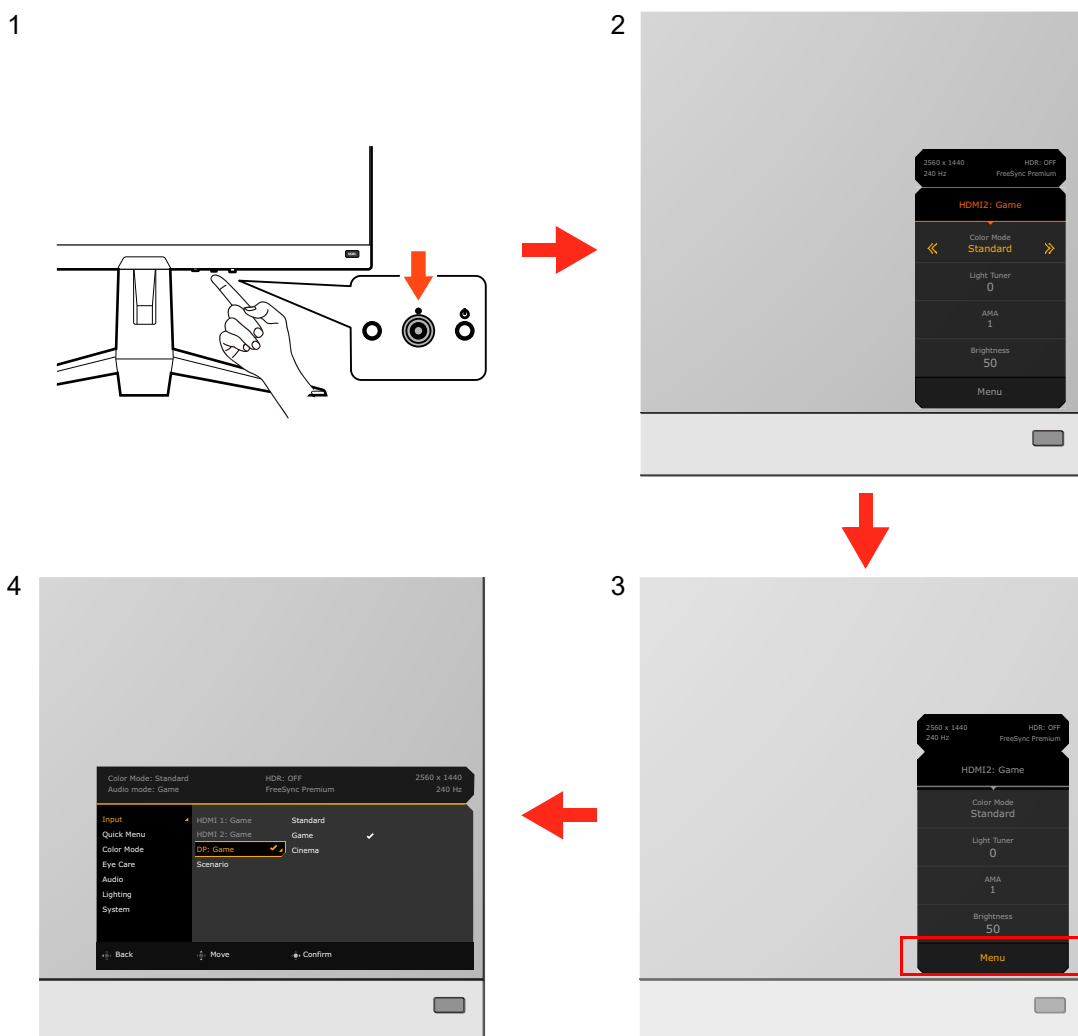 1
2
2560 x 1440 HDR: OFF
240 Hz FreeSync Premium
HDMI2: Game
Color Mode
Standard
Light Tuner
0
AMA
1
Brightness
50
Menu
3
2560 x 1440 HDR: OFF
240 Hz FreeSync Premium
HDMI2: Game
Color Mode
Standard
Light Tuner
0
AMA
1
Brightness
50
Menu
4
Color Mode: Standard HDR: OFF 2560 x 1440
Audio mode: Game FreeSync Premium 240 Hz
Input HDMI 1: Game Standard
Quick Menu HDMI 2: Game Game
Color Mode DP: Game Cinema
Eye Care Scenario
Audio
Lighting
System
Back Move Confirm